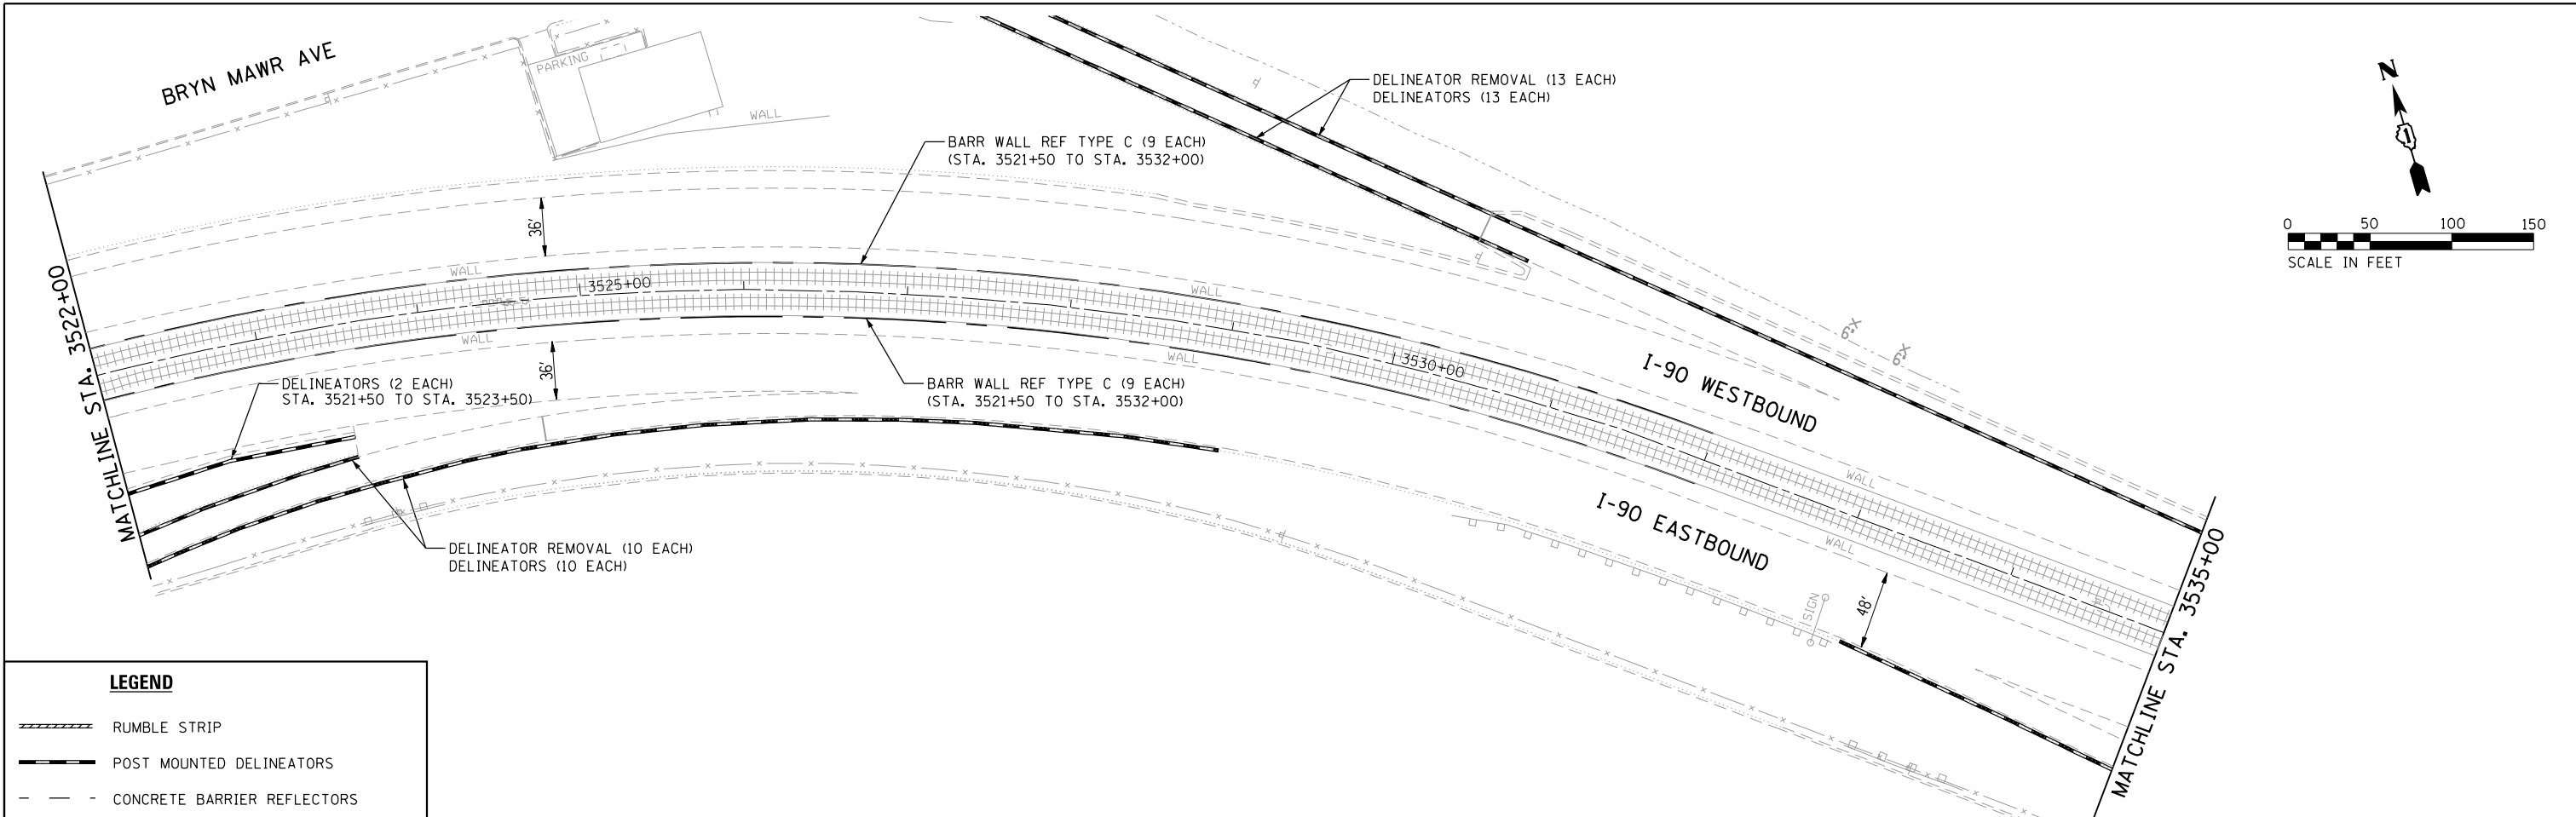 BRYN MAWR AVE
PARKING
WALL
DELINEATOR REMOVAL (13 EACH)
DELINEATORS (13 EACH)
N
0 50 100 150
SCALE IN FEET
BARR WALL REF TYPE C (9 EACH)
(STA. 3521+50 TO STA. 3532+00)
36'
WALL
3525+00
WALL
MATCHLINE STA. 3522+00
WALL
36'
WALL
3530+00
I-90 WESTBOUND
DELINEATORS (2 EACH)
STA. 3521+50 TO STA. 3523+50)
BARR WALL REF TYPE C (9 EACH)
(STA. 3521+50 TO STA. 3532+00)
WALL
I-90 EASTBOUND
WALL
DELINEATOR REMOVAL (10 EACH)
DELINEATORS (10 EACH)
SIGN
48'
MATCHLINE STA. 3535+00
LEGEND
RUMBLE STRIP
POST MOUNTED DELINEATORS
CONCRETE BARRIER REFLECTORS